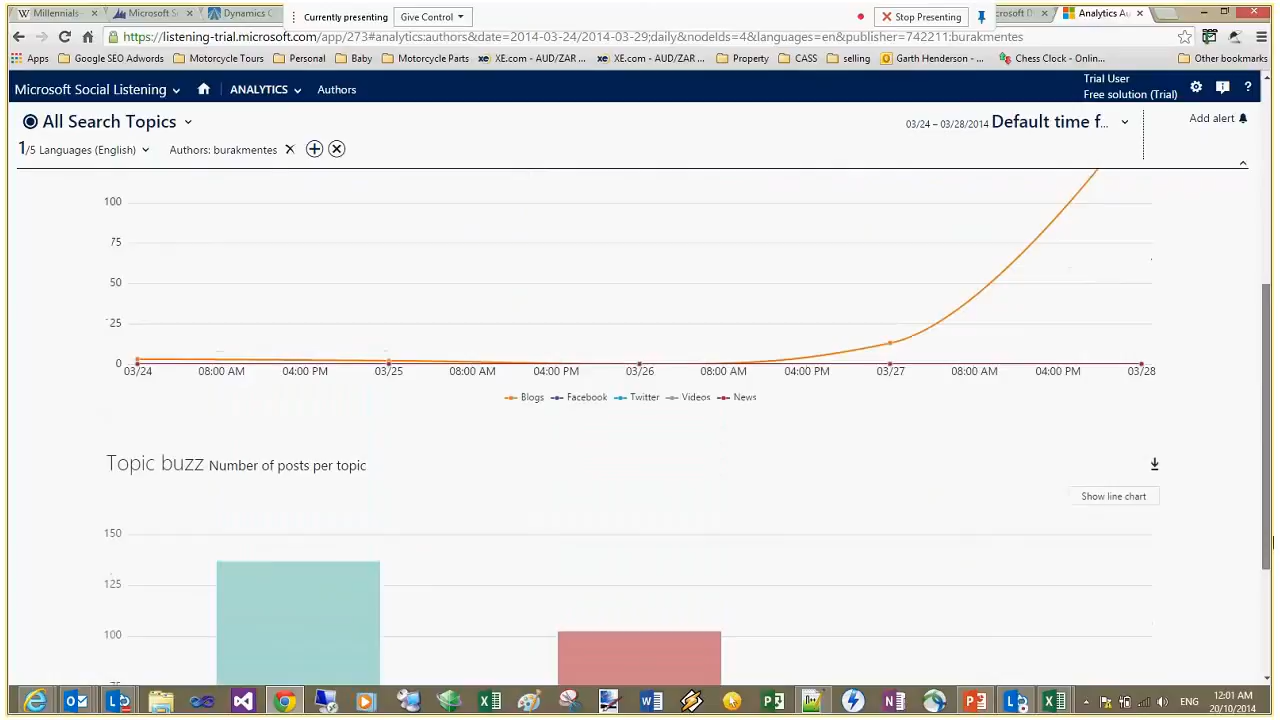 Millennials -
Microsoft S
Dynamics C
Currently presenting
Give Control
Stop Presenting
Analytics Au
https://listening-trial.microsoft.com/app/273#analytics:authors&date=2014-03-24/2014-03-29;daily&nodeIds=4&languages=en&publisher=742211:burakmentes
Apps Google SEO Adwords Motorcycle Tours Personal Baby Motorcycle Parts XE.com - AUD/ZAR ... XE.com - AUD/ZAR ... Property CASS selling Garth Henderson - ... Chess Clock - Onlin... Other bookmarks
Microsoft Social Listening ANALYTICS Authors
Trial User
Free solution (Trial)
?
All Search Topics
03/24 – 03/28/2014 Default time f...
Add alert
1/5 Languages (English) Authors: burakmentes
100
75
50
25
0
03/24 08:00 AM 04:00 PM 03/25 08:00 AM 04:00 PM 03/26 08:00 AM 04:00 PM 03/27 08:00 AM 04:00 PM 03/28
Blogs Facebook Twitter Videos News
Topic buzz Number of posts per topic
Show line chart
150
125
100
ENG
12:01 AM
20/10/2014